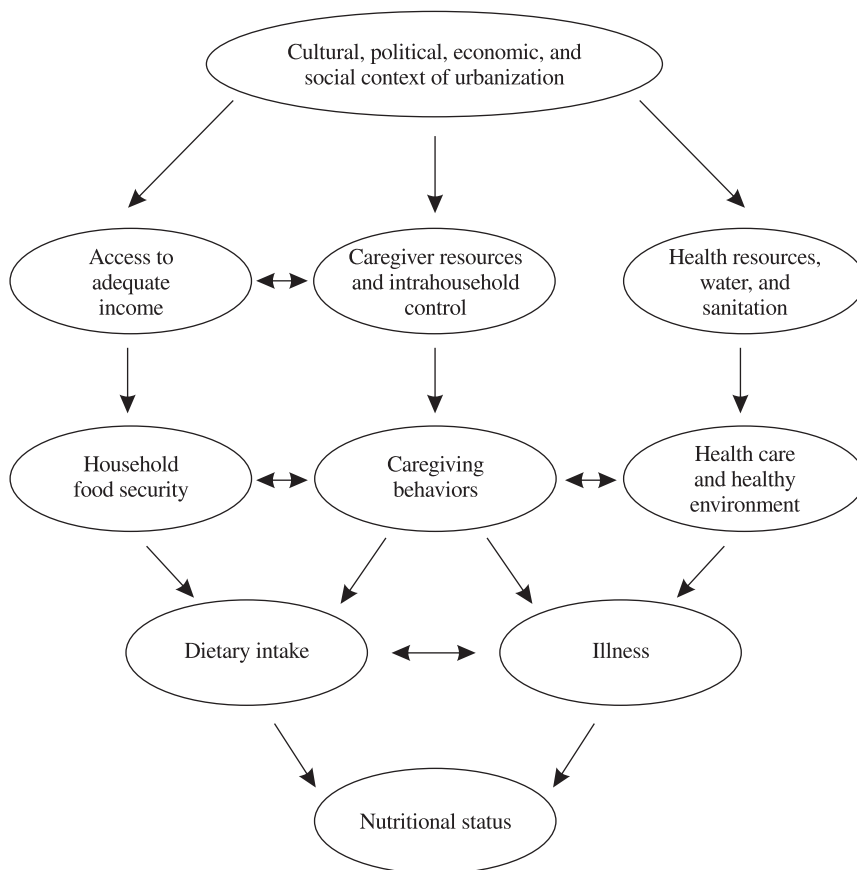 Cultural, political, economic, and
social context of urbanization
Access to
adequate
income
Caregiver resources
and intrahousehold
control
Health resources,
water, and
sanitation
Household
food security
Caregiving
behaviors
Health care
and healthy
environment
Dietary intake
Illness
Nutritional status